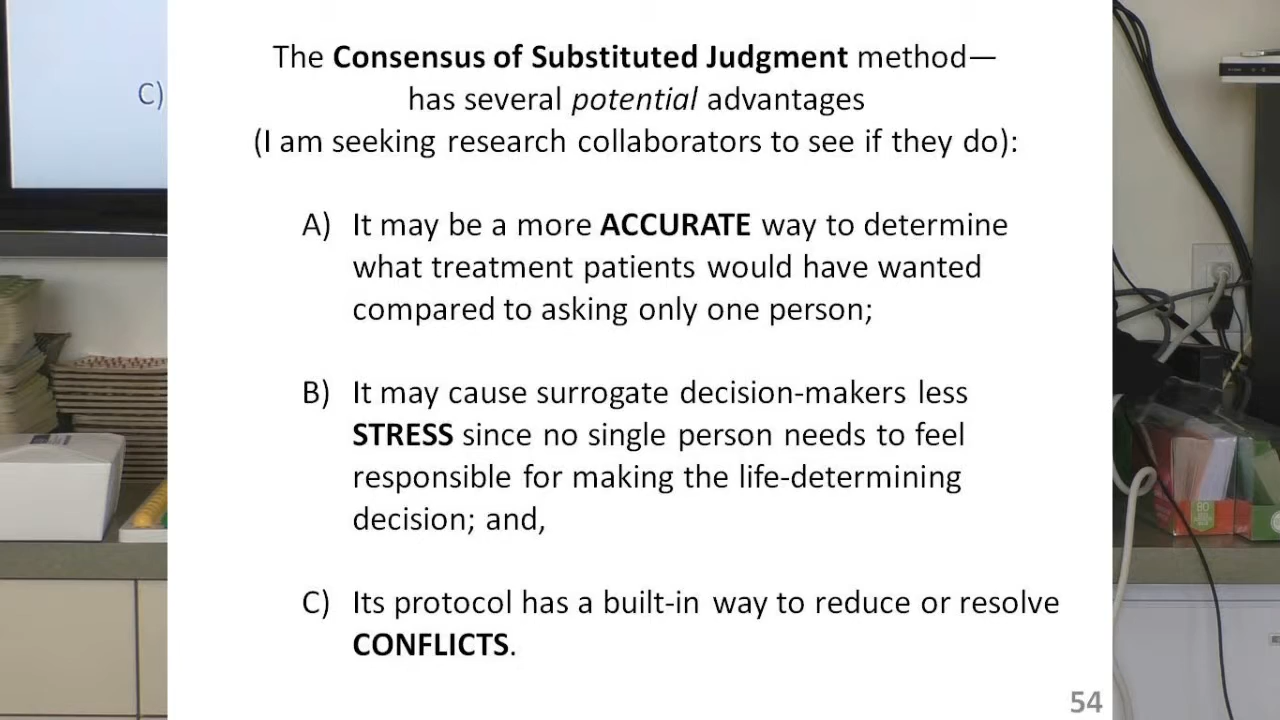 C)
The Consensus of Substituted Judgment method—
has several potential advantages
(I am seeking research collaborators to see if they do):
A) It may be a more ACCURATE way to determine
what treatment patients would have wanted
compared to asking only one person;
B) It may cause surrogate decision-makers less
STRESS since no single person needs to feel
responsible for making the life-determining
decision; and,
C) Its protocol has a built-in way to reduce or resolve
CONFLICTS.
80
54